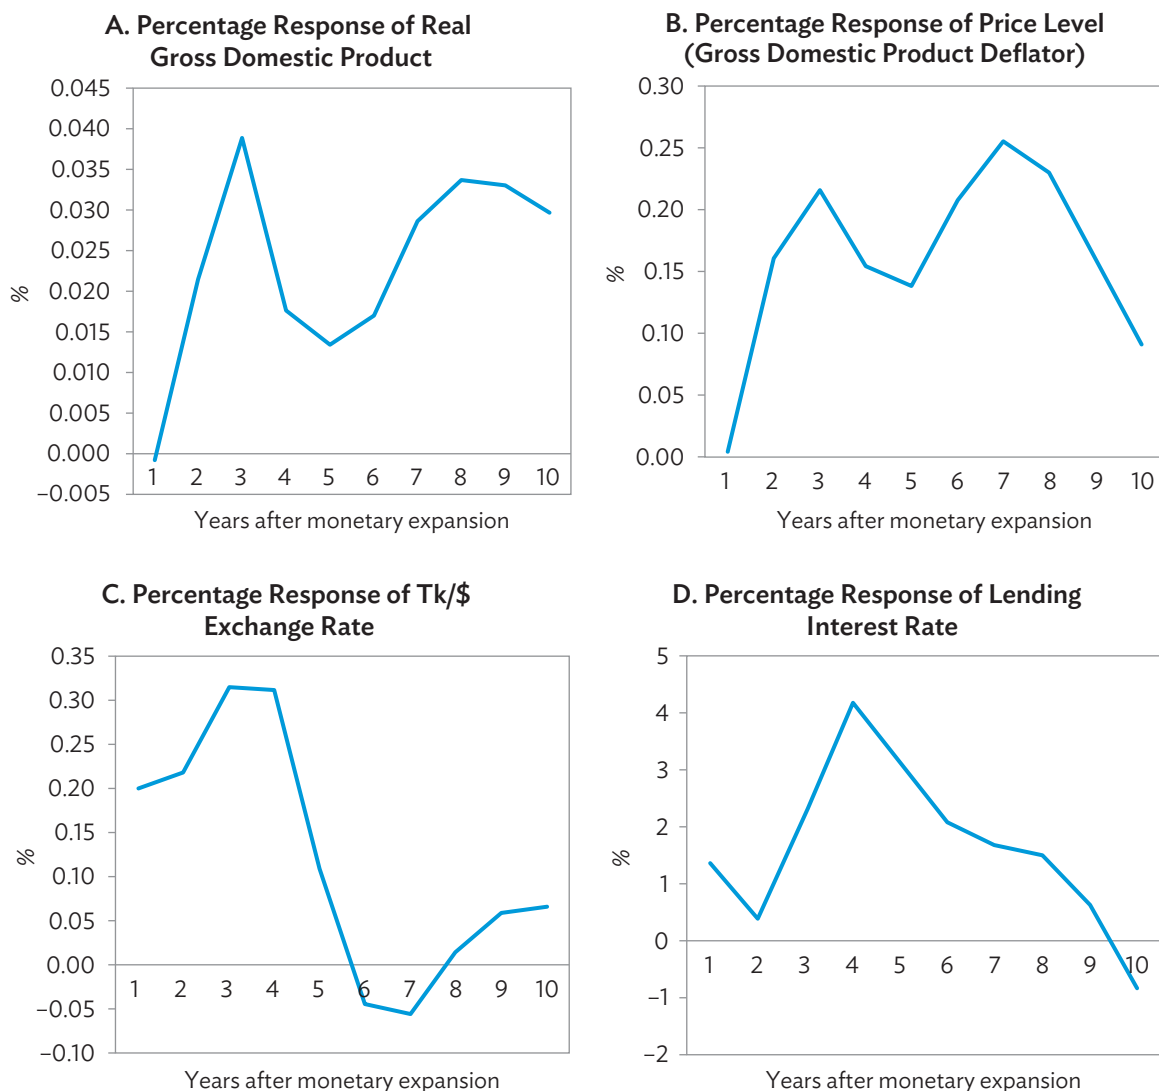 A. Percentage Response of Real
Gross Domestic Product
0.045
0.040
0.035
0.030
0.025
0.020
0.015
0.010
0.005
0.000
–0.005
%
1 2 3 4 5 6 7 8 9 10
Years after monetary expansion
B. Percentage Response of Price Level
(Gross Domestic Product Deflator)
0.30
0.25
0.20
0.15
0.10
0.05
0.00
%
1 2 3 4 5 6 7 8 9 10
Years after monetary expansion
C. Percentage Response of Tk/$
Exchange Rate
0.35
0.30
0.25
0.20
0.15
0.10
0.05
0.00
–0.05
–0.10
%
1 2 3 4 5 6 7 8 9 10
Years after monetary expansion
D. Percentage Response of Lending
Interest Rate
5
4
3
2
1
0
–1
–2
%
1 2 3 4 5 6 7 8 9 10
Years after monetary expansion